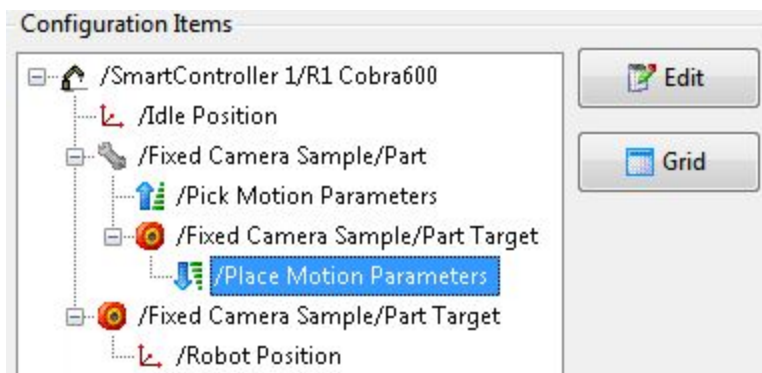 Configuration Items
/SmartController 1/R1 Cobra600
/Idle Position
/Fixed Camera Sample/Part
/Pick Motion Parameters
/Fixed Camera Sample/Part Target
/Place Motion Parameters
/Fixed Camera Sample/Part Target
/Robot Position
Edit
Grid